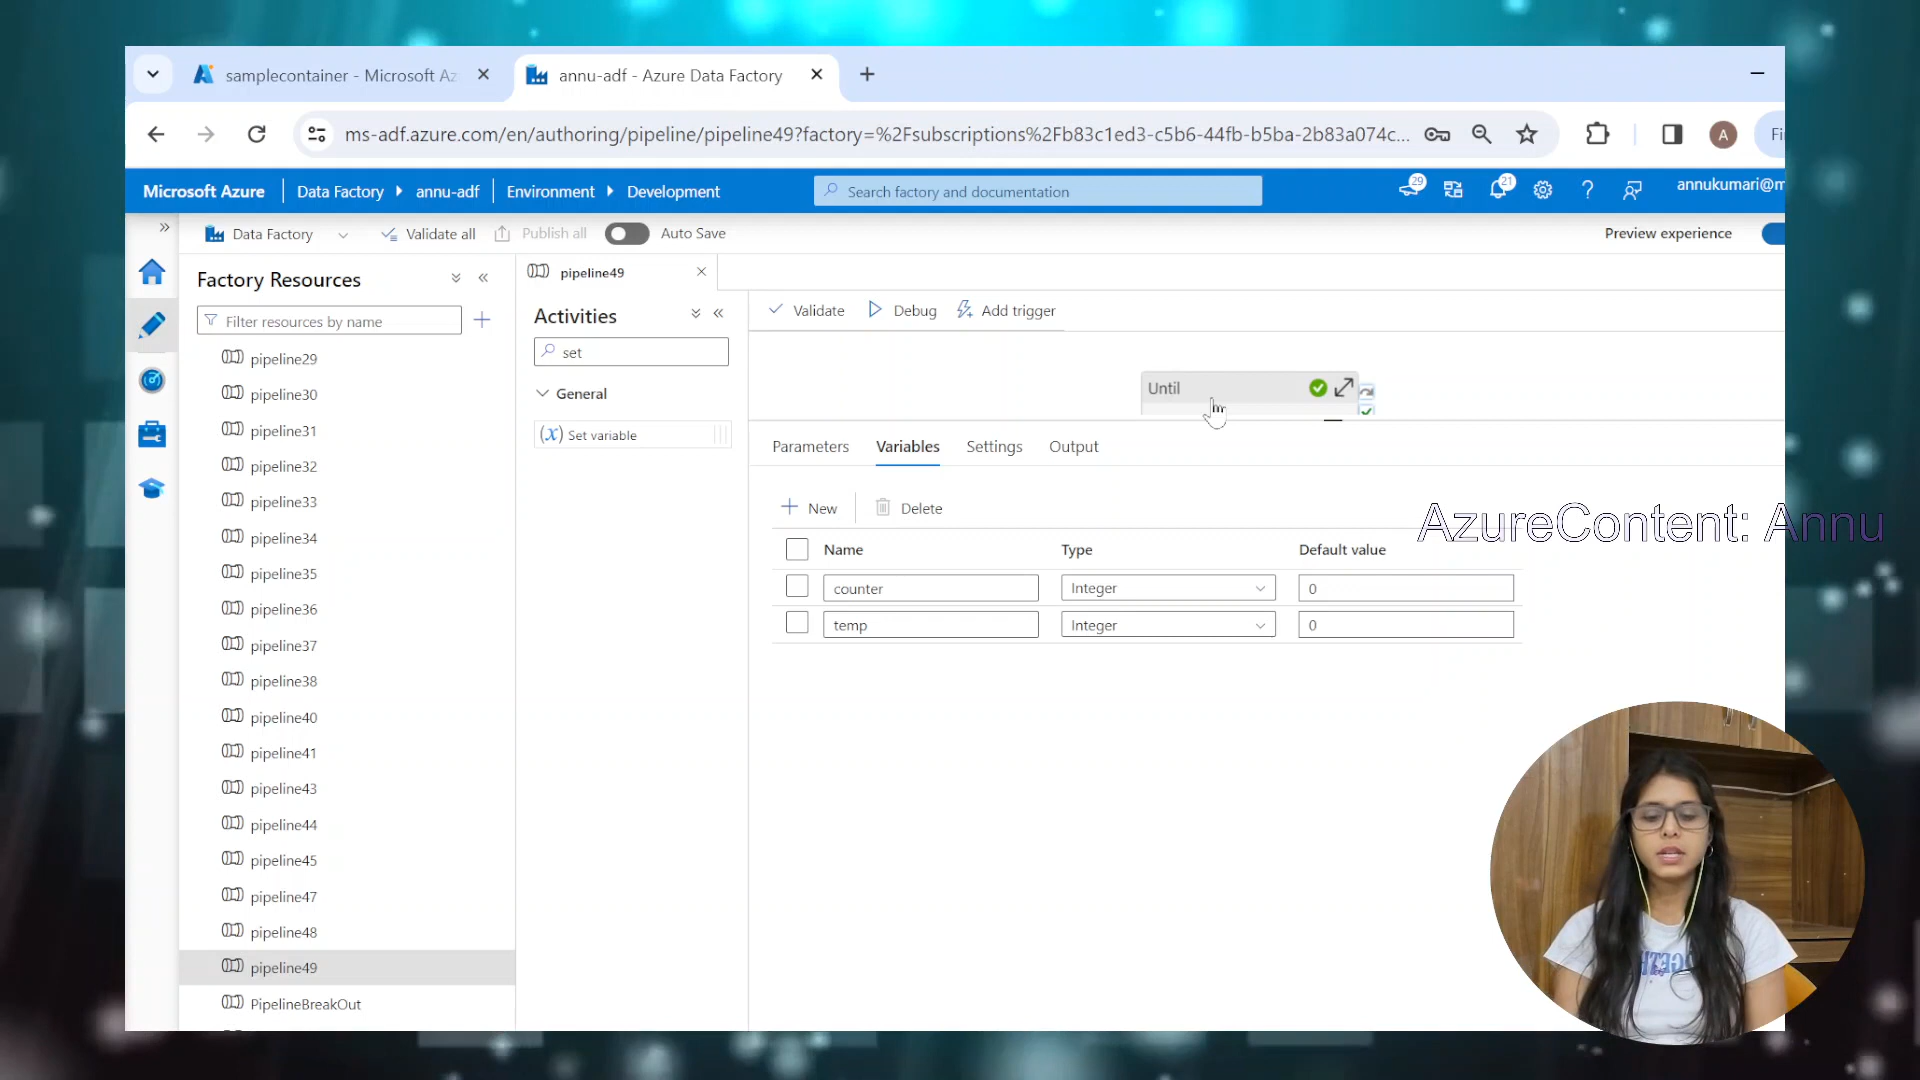 samplecontainer - Microsoft Az
annu-adf - Azure Data Factory
ms-adf.azure.com/en/authoring/pipeline/pipeline49?factory=%2Fsubscriptions%2Fb83c1ed3-c5b6-44fb-b5ba-2b83a074c...
A
Fi
Microsoft Azure
Data Factory
annu-adf
Environment
Development
Search factory and documentation
29
21
annukumari@m
Data Factory
Validate all
Publish all
Auto Save
Preview experience
Factory Resources
Filter resources by name
pipeline29
pipeline30
pipeline31
pipeline32
pipeline33
pipeline34
pipeline35
pipeline36
pipeline37
pipeline38
pipeline40
pipeline41
pipeline43
pipeline44
pipeline45
pipeline47
pipeline48
pipeline49
PipelineBreakOut
pipeline49
Activities
set
General
(x) Set variable
Validate
Debug
Add trigger
Until
Parameters
Variables
Settings
Output
New
Delete
Name
Type
Default value
counter
Integer
0
temp
Integer
0
AzureContent: Annu